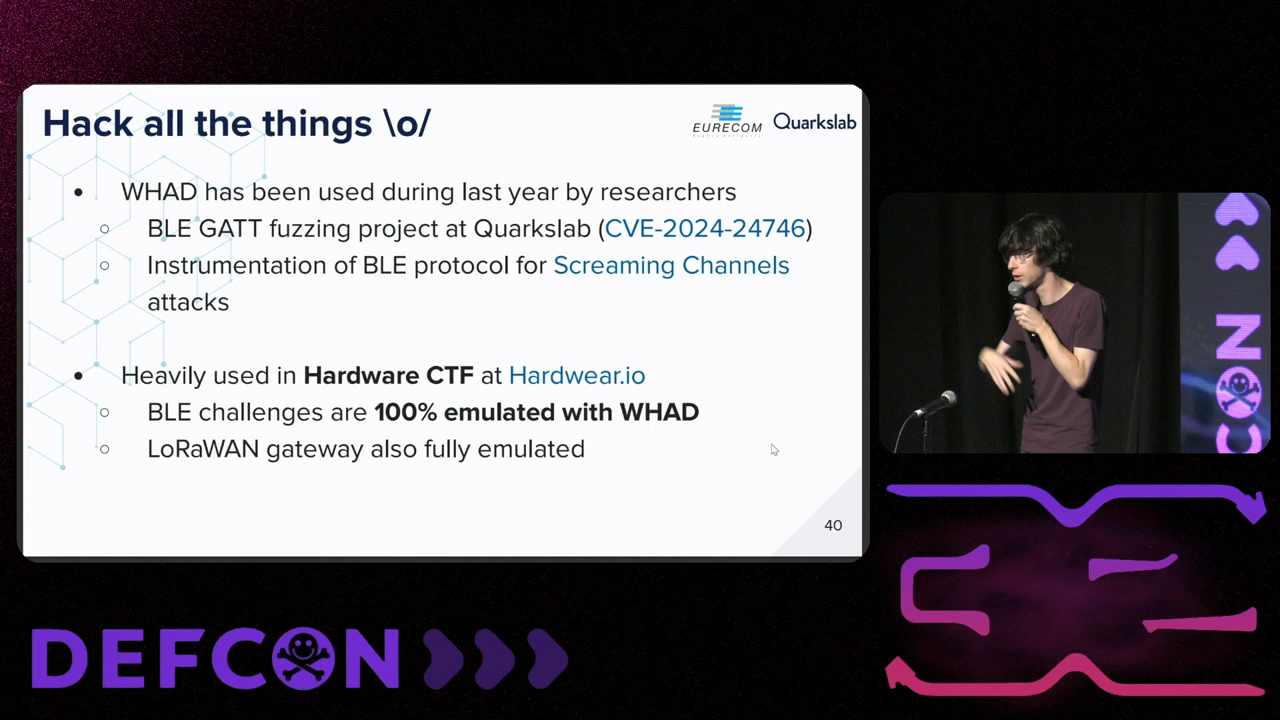 Hack all the things \o/
EURECOM
Quarkslab
• WHAD has been used during last year by researchers
○ BLE GATT fuzzing project at Quarkslab (CVE-2024-24746)
○ Instrumentation of BLE protocol for Screaming Channels
attacks
• Heavily used in Hardware CTF at Hardwear.io
○ BLE challenges are 100% emulated with WHAD
○ LoRaWAN gateway also fully emulated
40
CON
DEFCON